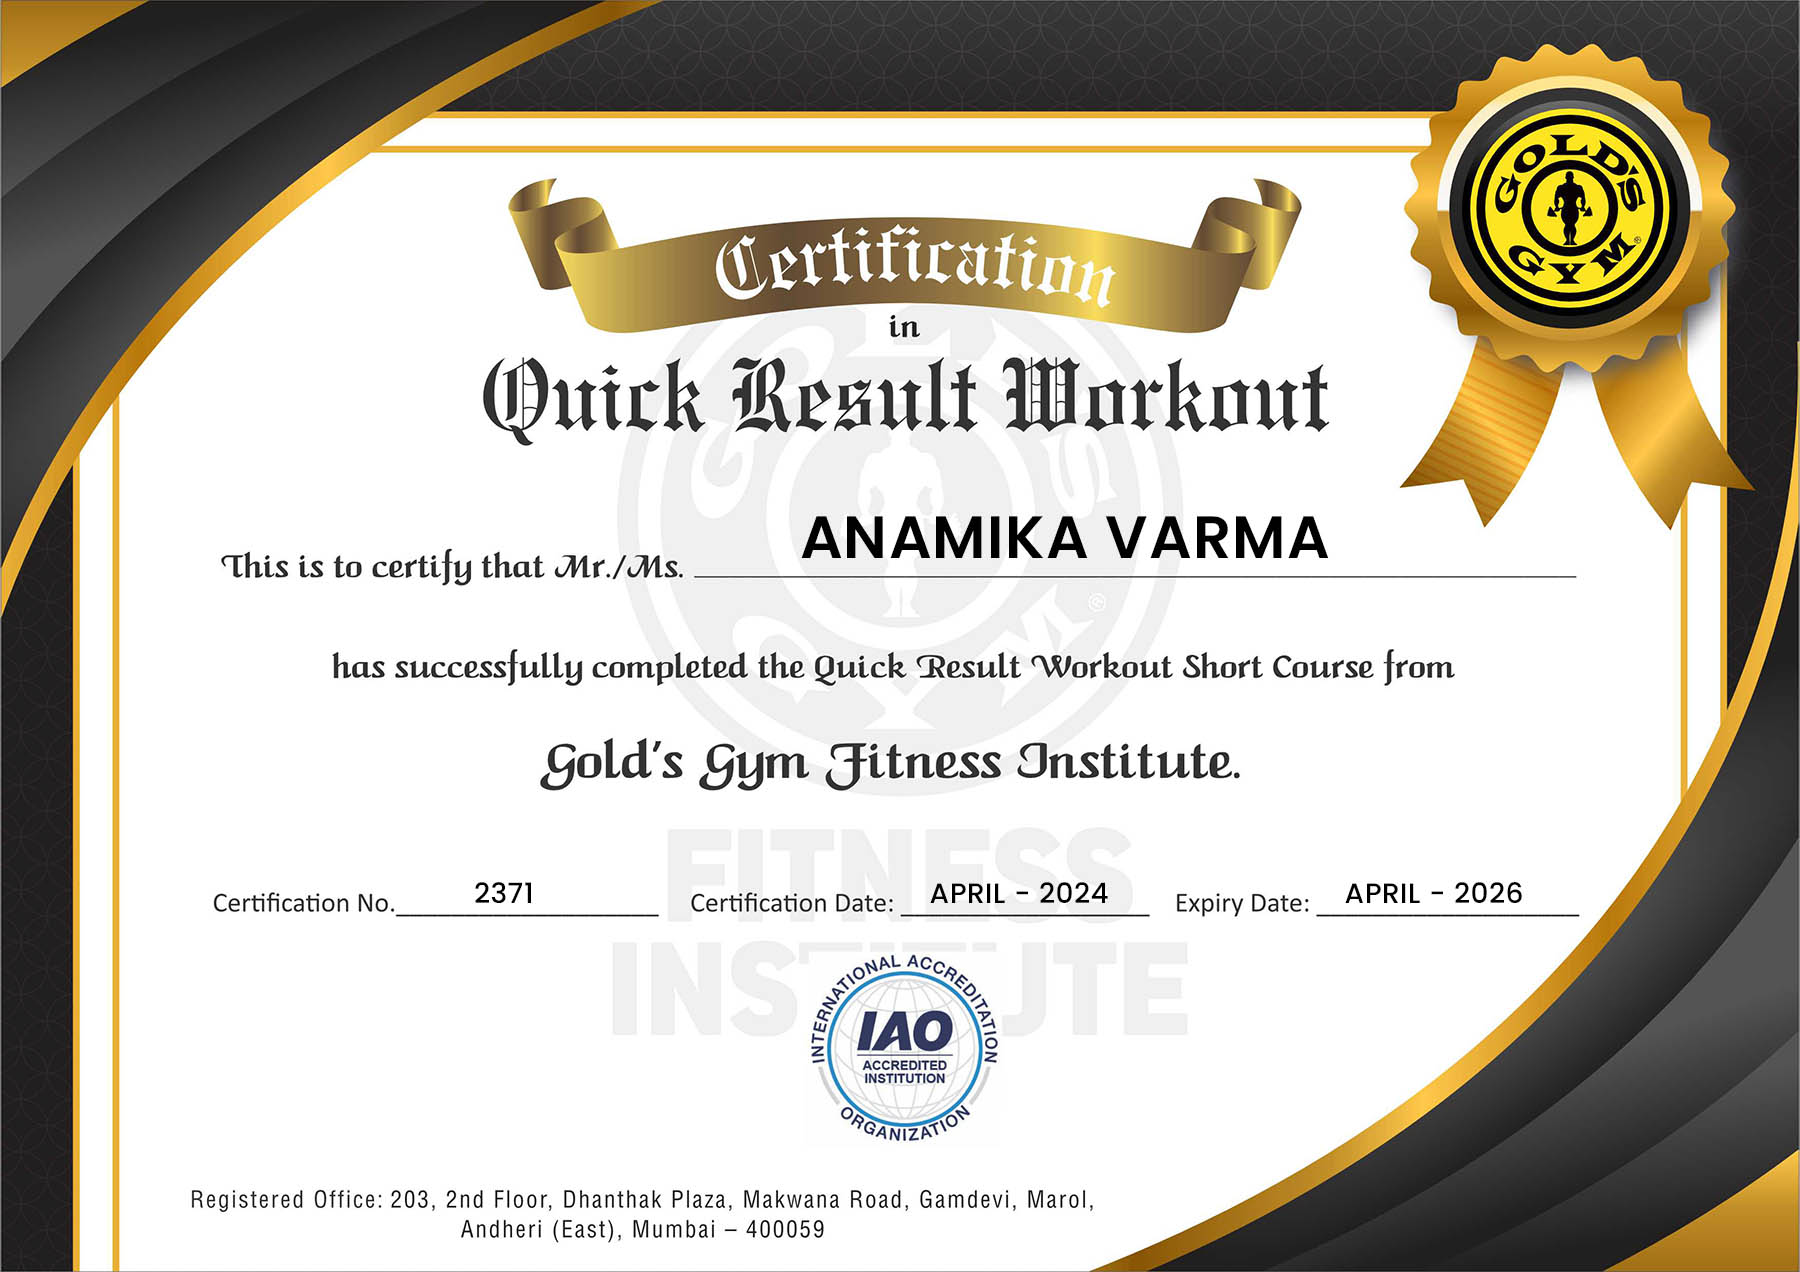 GOLD'S
GYM
Certification
in
Quick Result Workout
ANAMIKA VARMA
This is to certify that Mr./Ms.
has successfully completed the Quick Result Workout Short Course from
Gold's Gym Fitness Institute.
GOLD'S
GYM®
FITNESS
INSTITUTE
Certification No. 2371 Certification Date: APRIL - 2024 Expiry Date: APRIL - 2026
INTERNATIONAL ACCREDITATION
IAO
ACCREDITED
INSTITUTION
ORGANIZATION
Registered Office: 203, 2nd Floor, Dhanthak Plaza, Makwana Road, Gamdevi, Marol,
Andheri (East), Mumbai – 400059